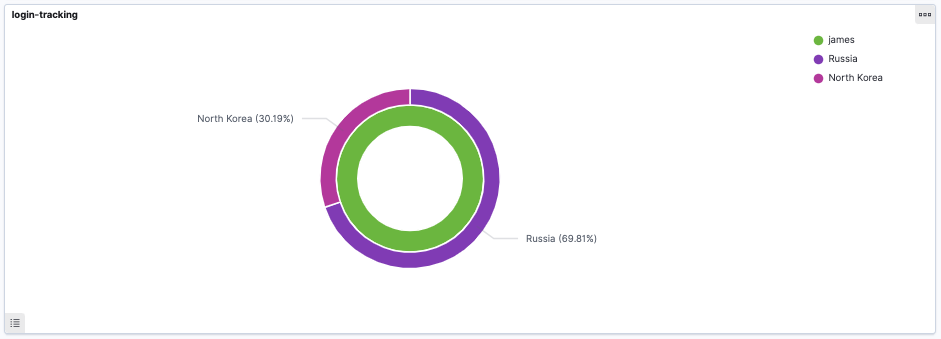 login-tracking
james
Russia
North Korea
North Korea (30.19%)
Russia (69.81%)